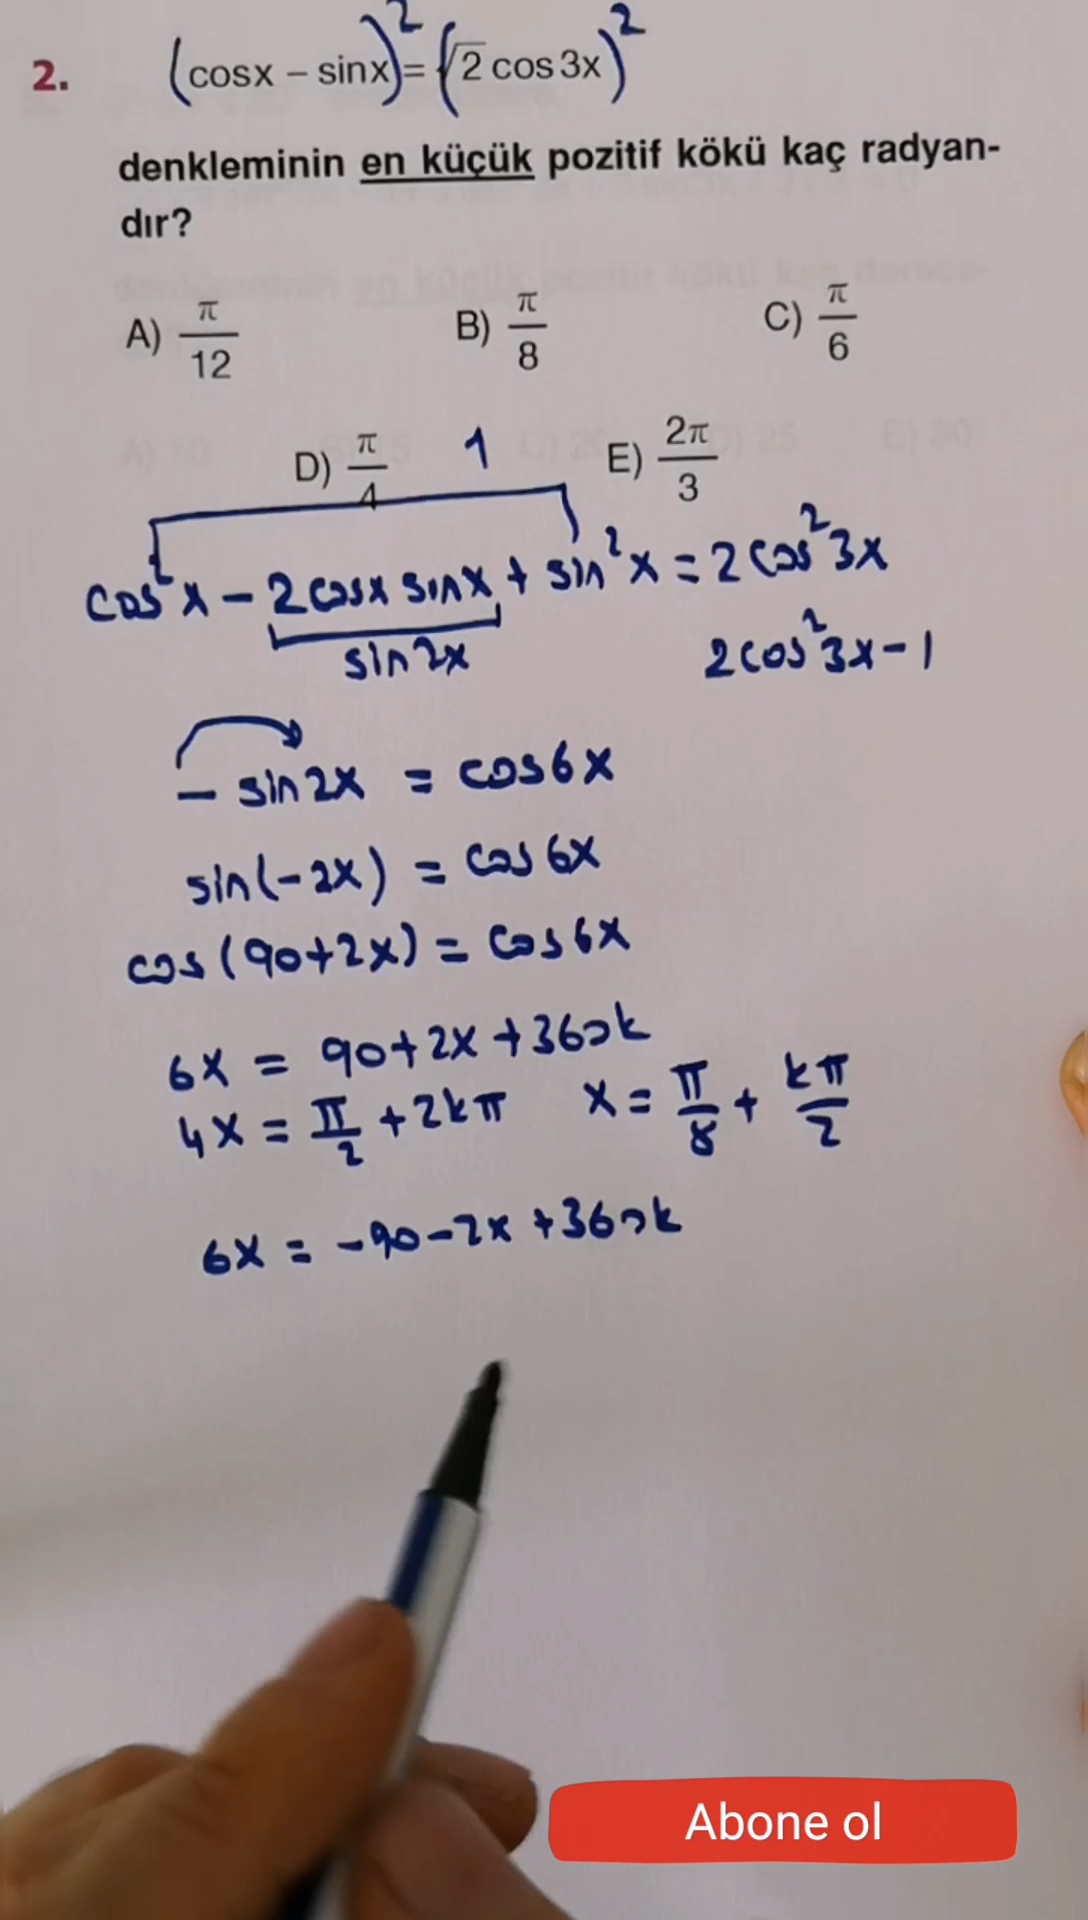 2. (cosx – sinx)² = (√2 cos3x)²
denkleminin en küçük pozitif kökü kaç radyan-
dır?
A) π/12 B) π/8 C) π/6
D) π/4 1 E) 2π/3
cos²x – 2cosx sinx + sin²x = 2cos²3x
sin2x 2cos²3x – 1
– sin2x = cos6x
sin(–2x) = cos6x
cos(90+2x) = cos6x
6x = 90+2x+360k
4x = π/2 + 2kπ x = π/8 + kπ/2
6x = –90–2x+360k
Abone ol